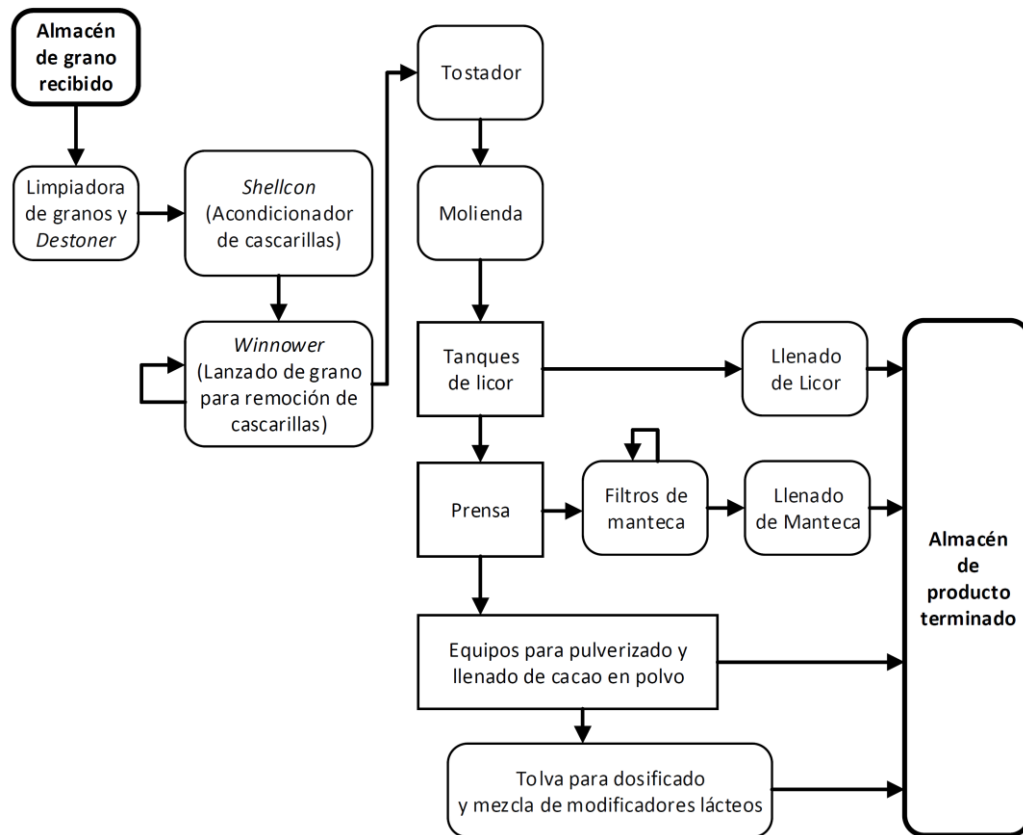 Almacén
de grano
recibido
Limpiadora
de granos y
Destoner
Shellcon
(Acondicionador
de cascarillas)
Winnower
(Lanzado de grano
para remoción de
cascarillas)
Tostador
Molienda
Tanques
de licor
Llenado
de Licor
Prensa
Filtros de
manteca
Llenado
de Manteca
Equipos para pulverizado y
llenado de cacao en polvo
Tolva para dosificado
y mezcla de modificadores lácteos
Almacén
de
producto
terminado